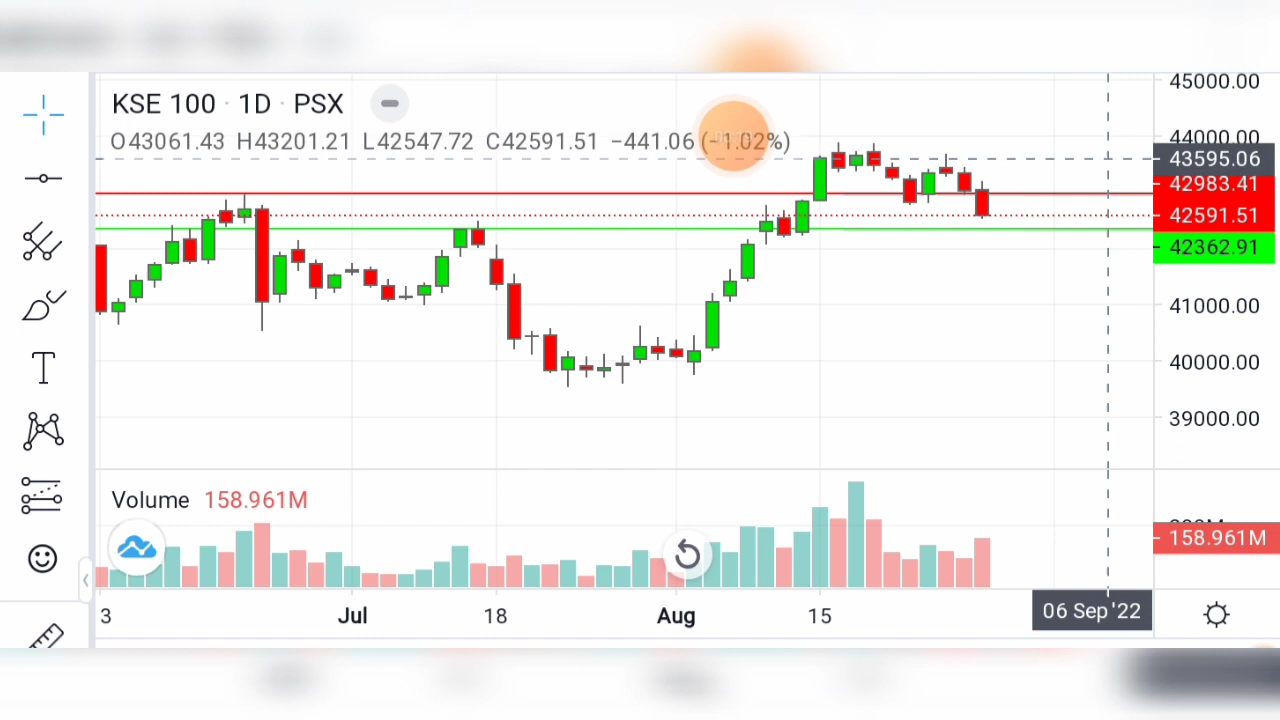 KSE 100 · 1D · PSX
O43061.43 H43201.21 L42547.72 C42591.51 −441.06 (−1.02%)
45000.00
44000.00
43595.06
42983.41
42591.51
42362.91
41000.00
40000.00
39000.00
Volume 158.961M
158.961M
3 Jul 18 Aug 15 06 Sep '22